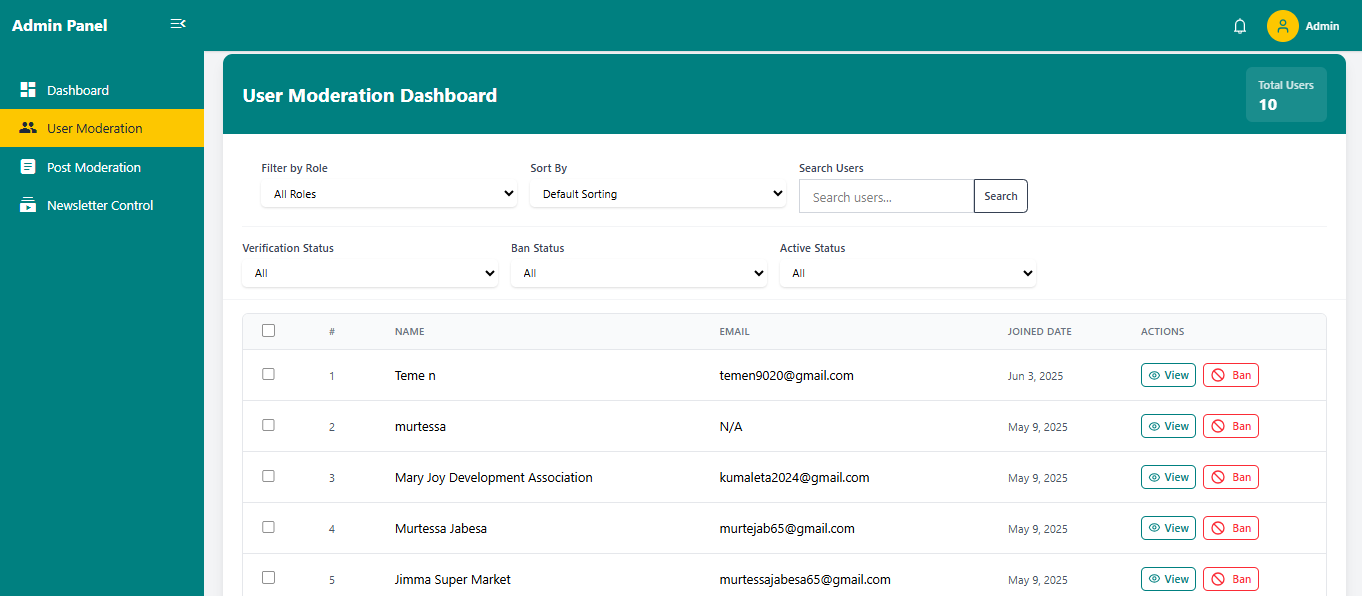 Admin Panel
Admin
Dashboard
User Moderation
Post Moderation
Newsletter Control
User Moderation Dashboard
Total Users
10
Filter by Role
Sort By
Search Users
All Roles
Default Sorting
Search users...
Search
Verification Status
Ban Status
Active Status
All
All
All
# NAME EMAIL JOINED DATE ACTIONS
1 Teme n temen9020@gmail.com Jun 3, 2025 View Ban
2 murtessa N/A May 9, 2025 View Ban
3 Mary Joy Development Association kumaleta2024@gmail.com May 9, 2025 View Ban
4 Murtessa Jabesa murtejab65@gmail.com May 9, 2025 View Ban
5 Jimma Super Market murtessajabesa65@gmail.com May 9, 2025 View Ban